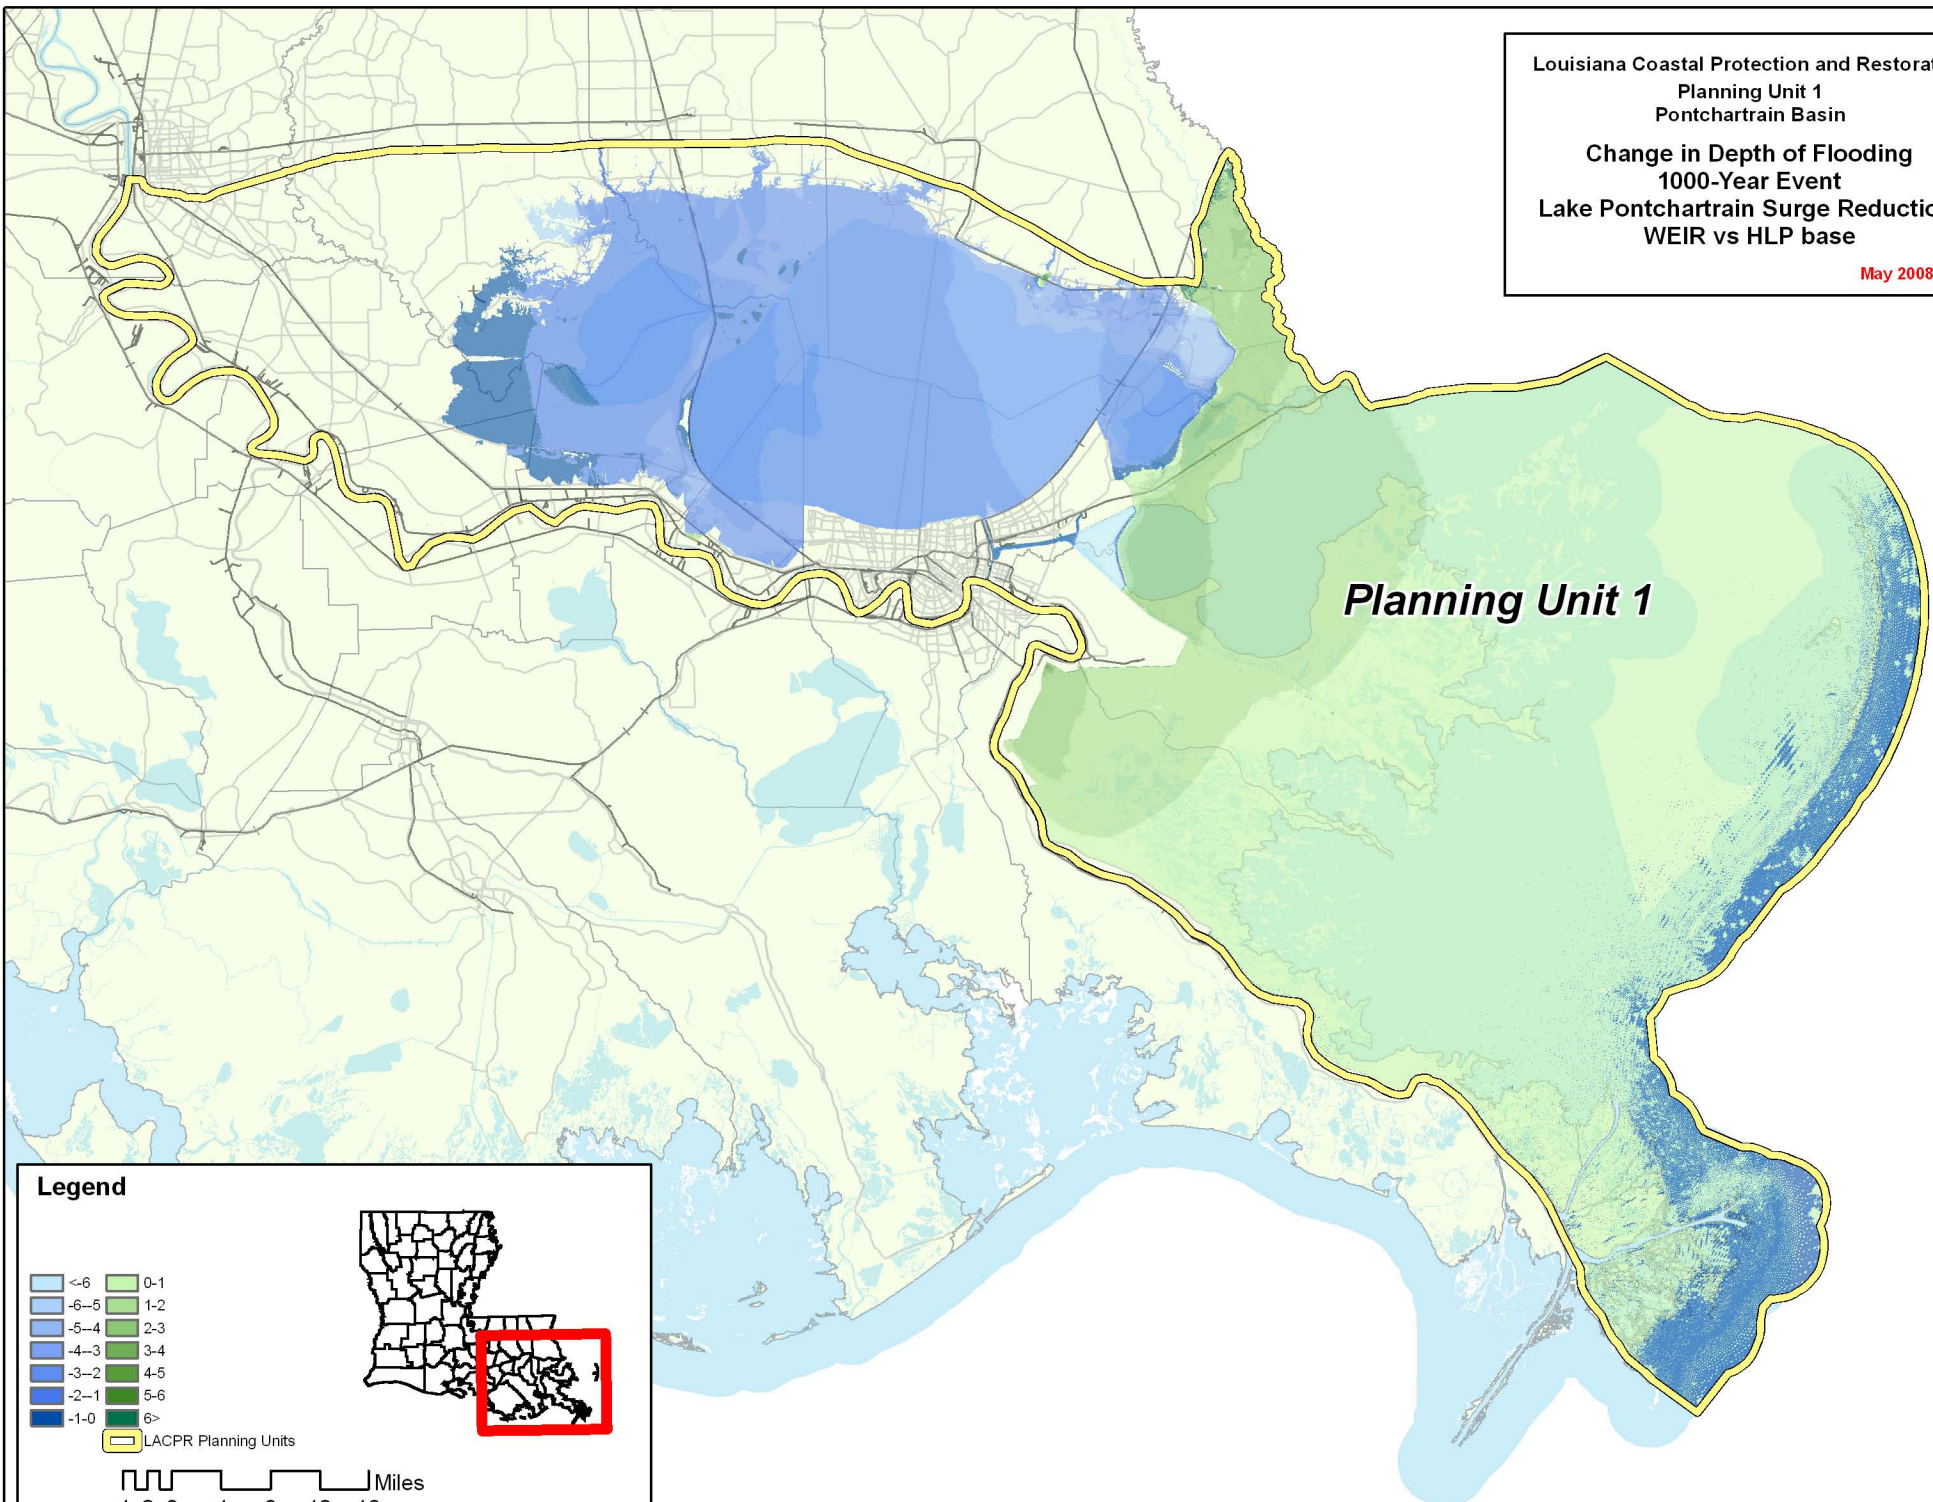 Louisiana Coastal Protection and Restorat
Planning Unit 1
Pontchartrain Basin
Change in Depth of Flooding
1000-Year Event
Lake Pontchartrain Surge Reductio
WEIR vs HLP base
May 2008
Planning Unit 1
Legend
<-6 0-1
-6--5 1-2
-5--4 2-3
-4--3 3-4
-3--2 4-5
-2--1 5-6
-1-0 6>
LACPR Planning Units
Miles